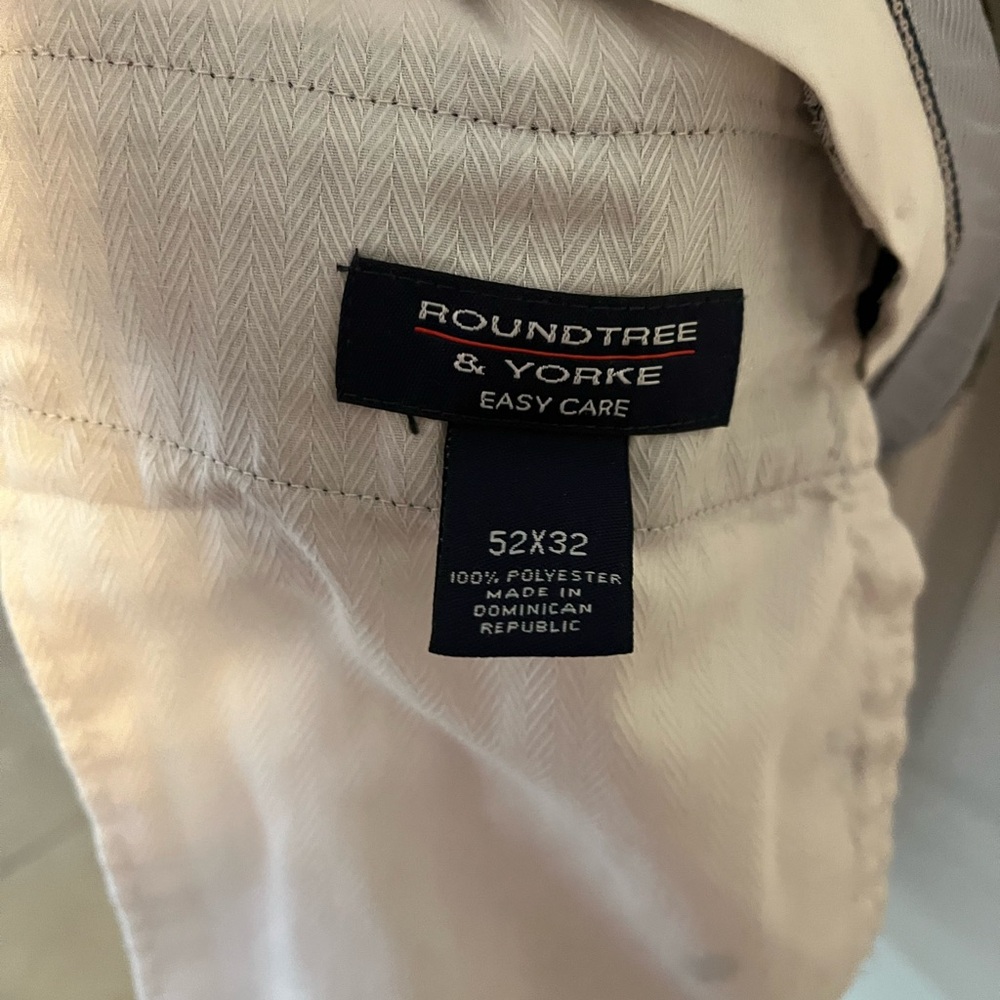 ROUNDTREE
& YORKE
EASY CARE
52X32
100% POLYESTER
MADE IN
DOMINICAN
REPUBLIC